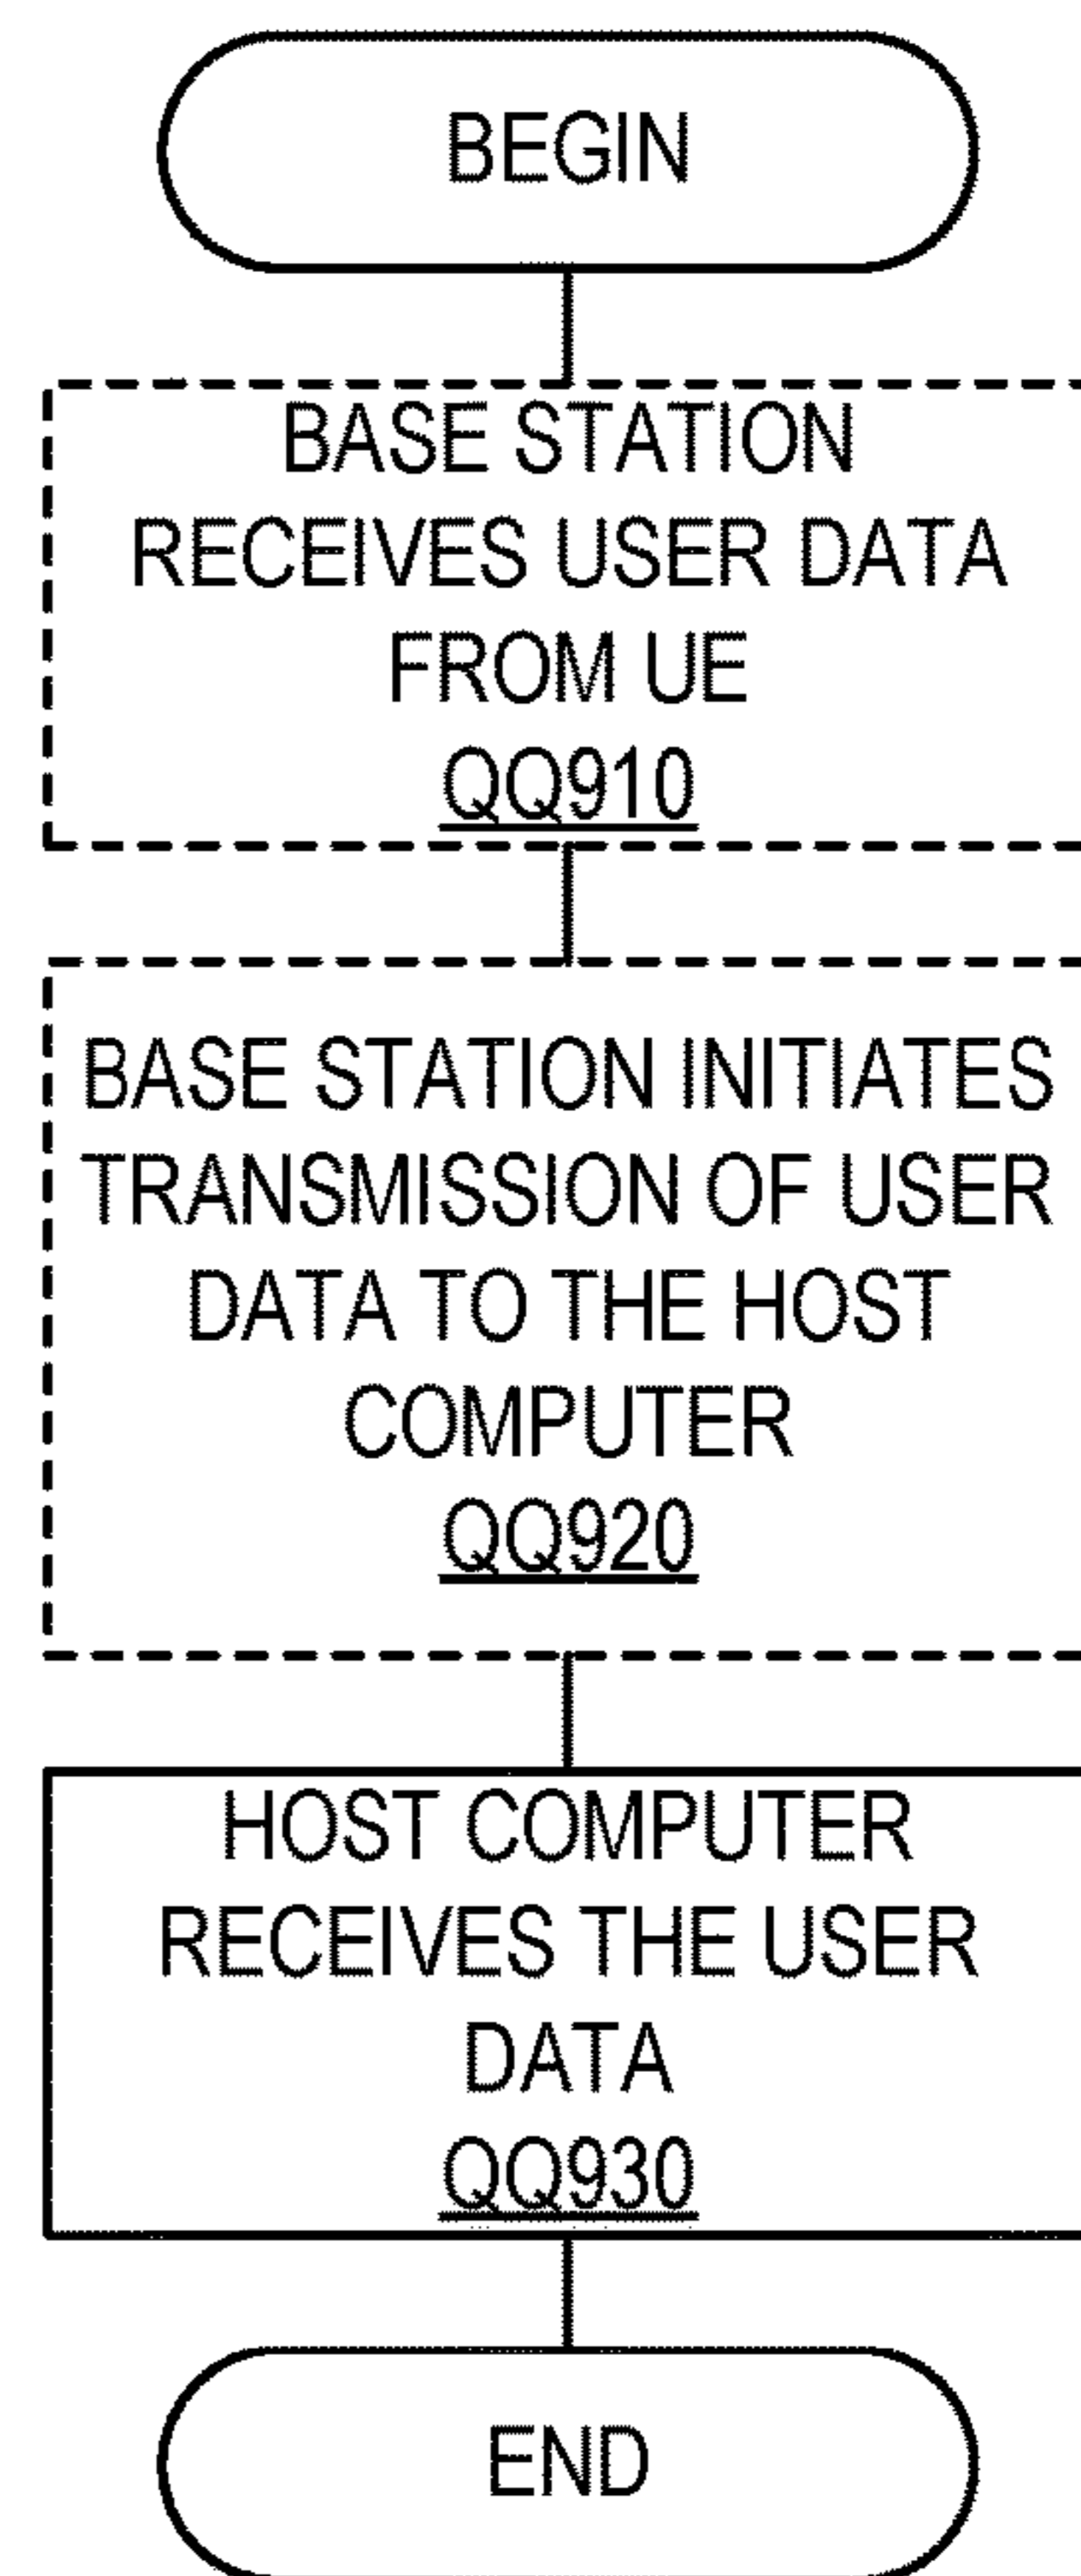 BEGIN
BASE STATION
RECEIVES USER DATA
FROM UE
QQ910
BASE STATION INITIATES
TRANSMISSION OF USER
DATA TO THE HOST
COMPUTER
QQ920
HOST COMPUTER
RECEIVES THE USER
DATA
QQ930
END